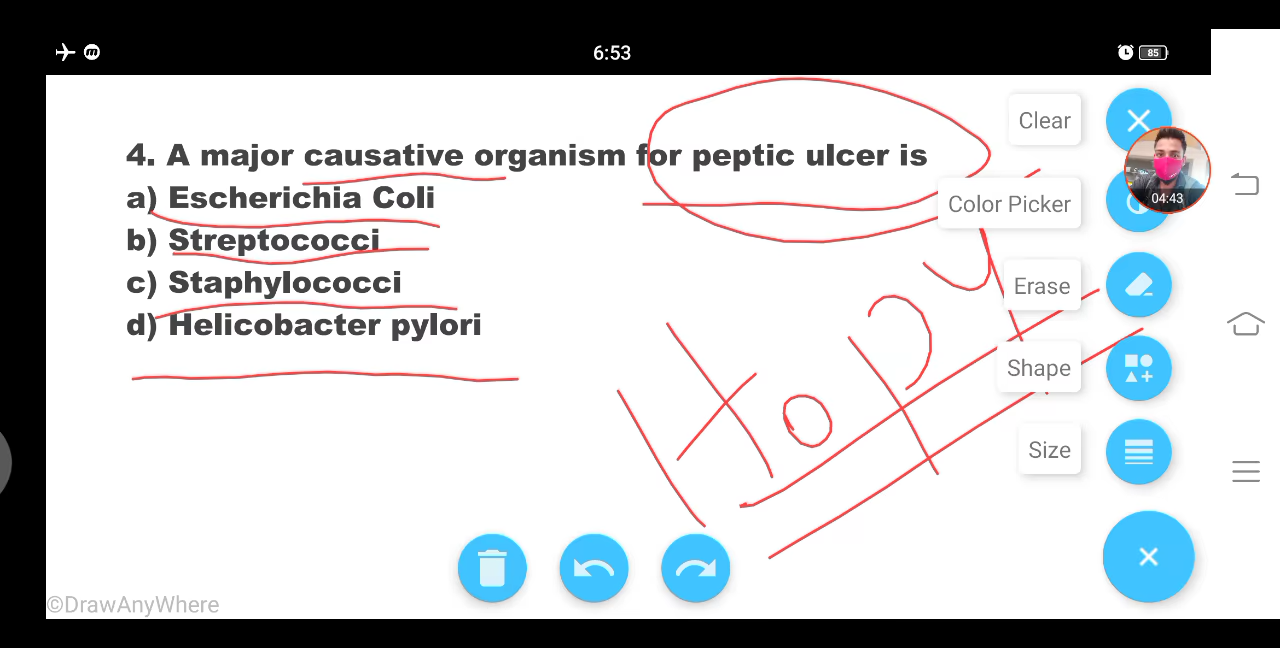 6:53
85
4. A major causative organism for peptic ulcer is
a) Escherichia Coli
b) Streptococci
c) Staphylococci
d) Helicobacter pylori
Clear
04:43
Color Picker
Erase
Shape
Size
©DrawAnyWhere